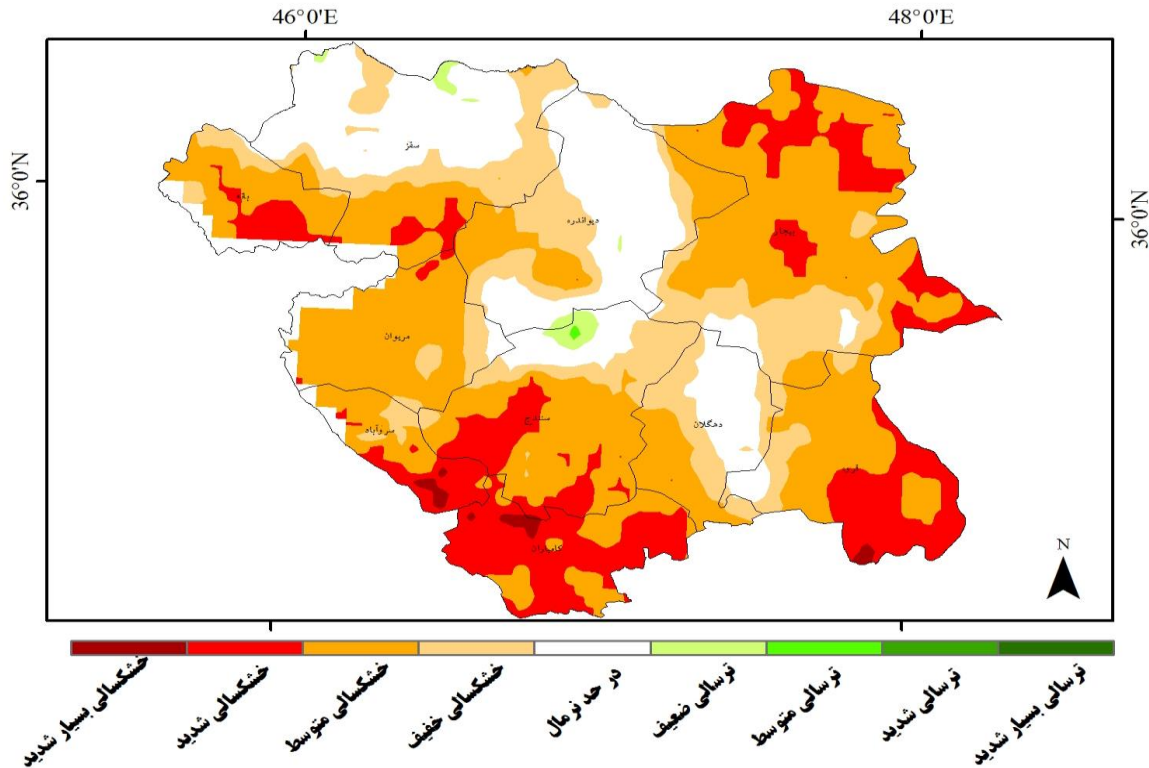 46°0'E 48°0'E
36°0'N
36°0'N
سقز
بانه
دیواندره
بیجار
مریوان
سنندج
سروآباد
دهگلان
قروه
کامیاران
N
خشکسالی بسیار شدید
خشکسالی شدید
خشکسالی متوسط
خشکسالی خفیف
در حد نرمال
ترسالی ضعیف
ترسالی متوسط
ترسالی شدید
ترسالی بسیار شدید